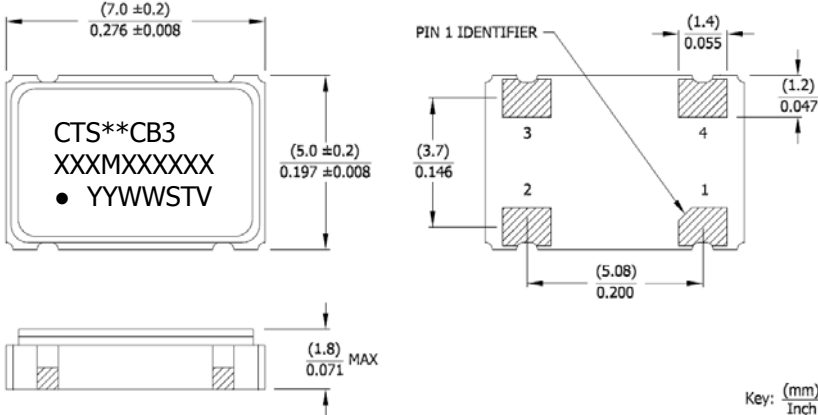 (7.0 ±0.2)
0.276 ±0.008
CTS**CB3
XXXMXXXXXX
● YYWWSTV
(5.0 ±0.2)
0.197 ±0.008
(1.8)
0.071 MAX
PIN 1 IDENTIFIER
(1.4)
0.055
(1.2)
0.047
3 4
(3.7)
0.146
2 1
(5.08)
0.200
Key: (mm)
Inch